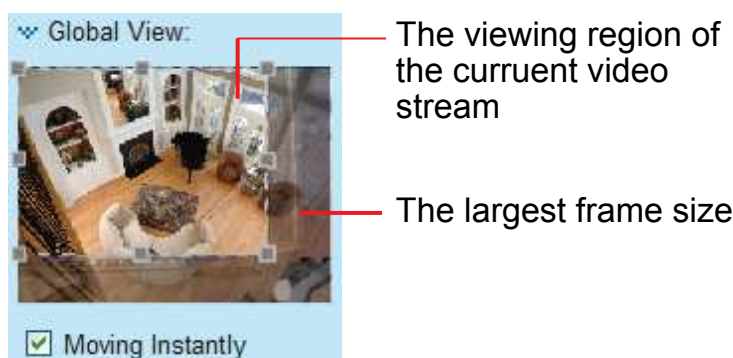 Global View:
The viewing region of
the curruent video
stream
The largest frame size
Moving Instantly